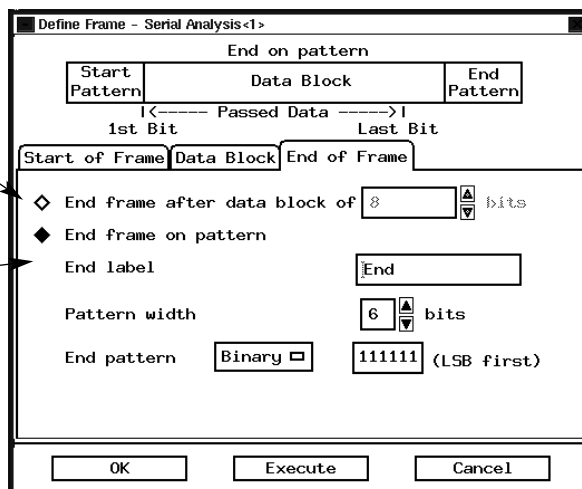 Define Frame - Serial Analysis<1>
End on pattern
Start Pattern Data Block End Pattern
|<----- Passed Data ----->|
1st Bit Last Bit
Start of Frame Data Block End of Frame
End frame after data block of 8 bits
End frame on pattern
End label End
Pattern width 6 bits
End pattern Binary 111111 (LSB first)
OK Execute Cancel